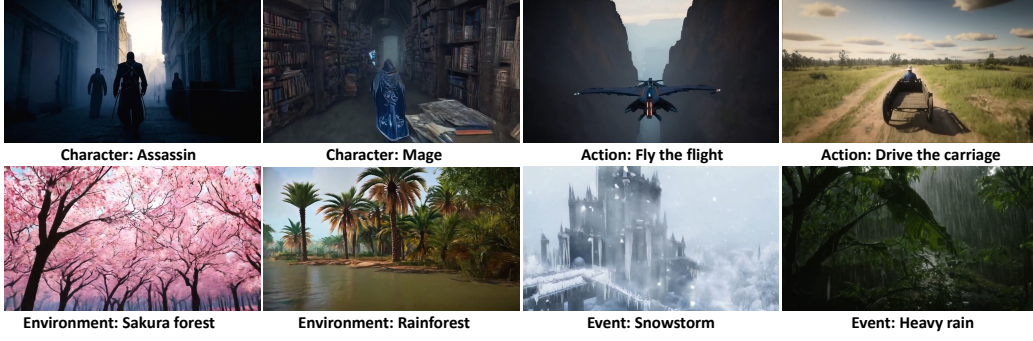 Character: Assassin
Character: Mage
Action: Fly the flight
Action: Drive the carriage
Environment: Sakura forest
Environment: Rainforest
Event: Snowstorm
Event: Heavy rain